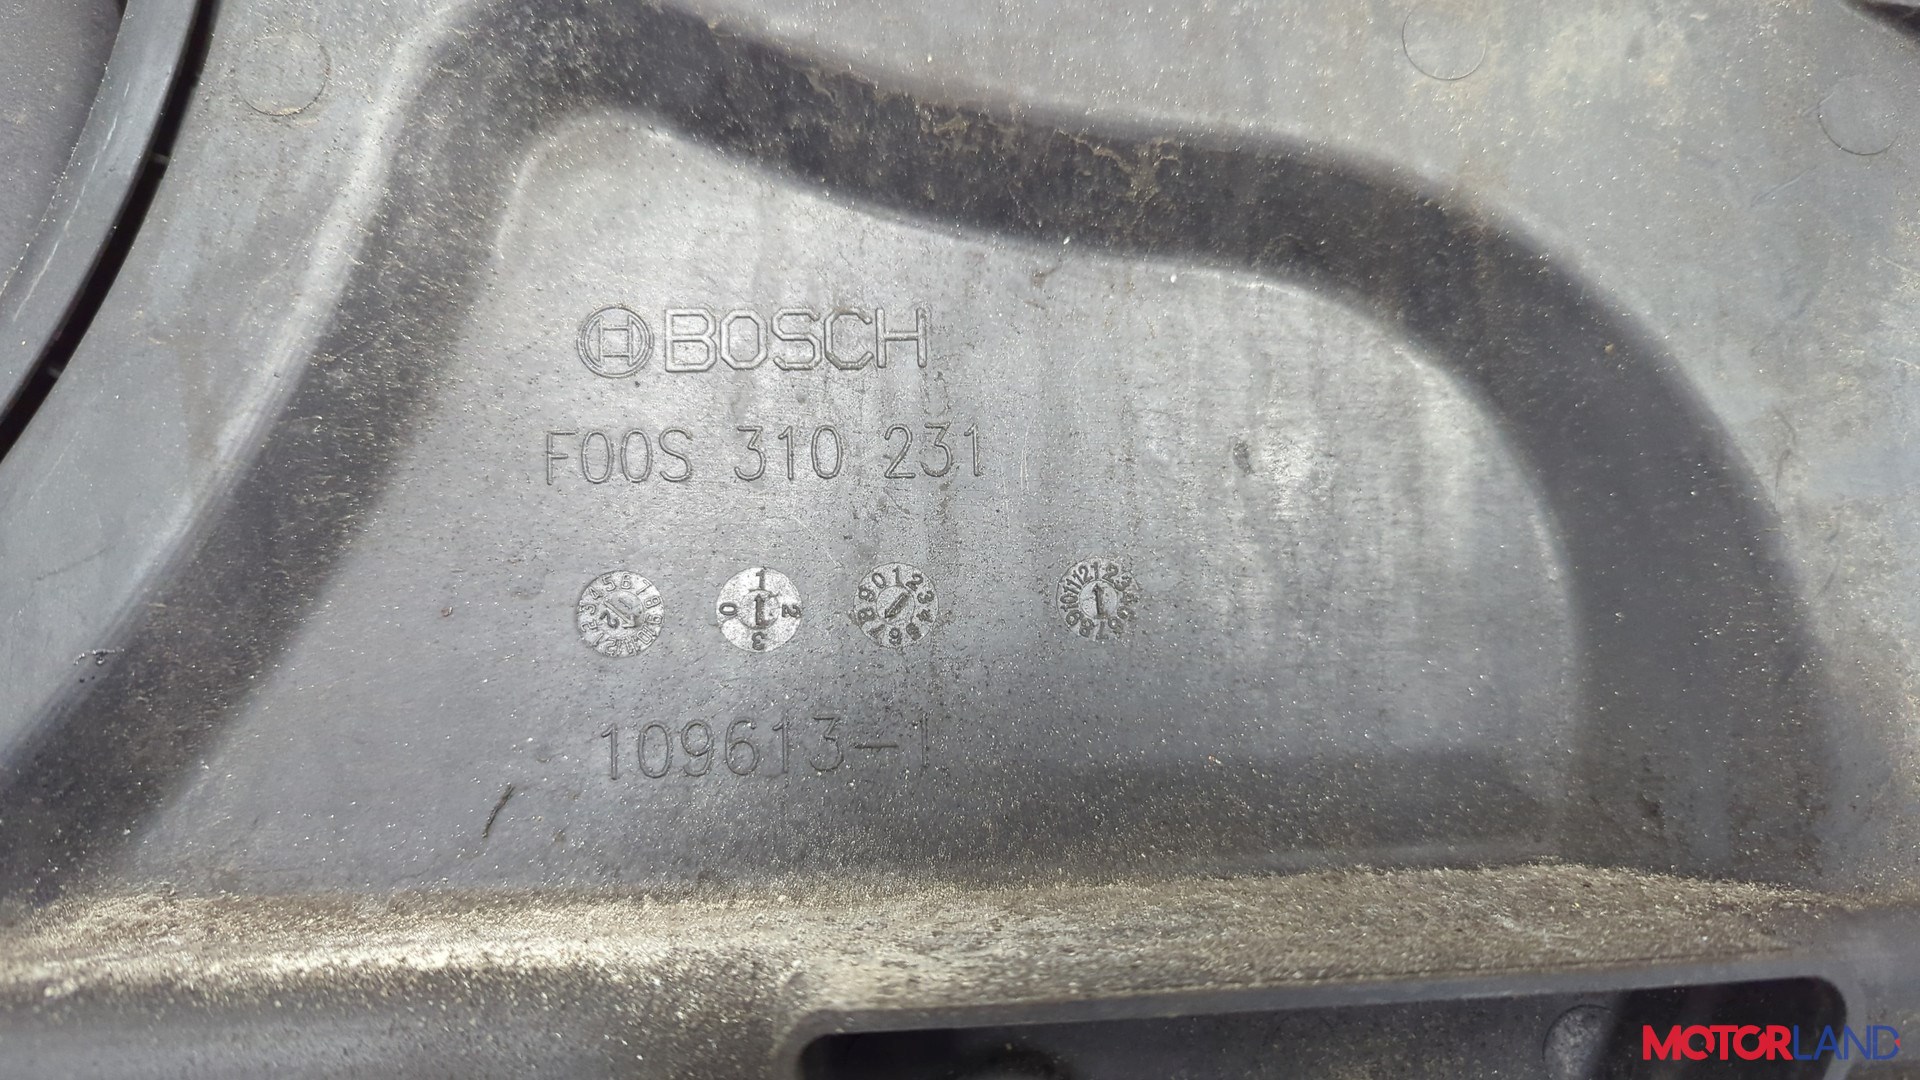 BOSCH
F00S 310 231
109613-1
MOTORLAND